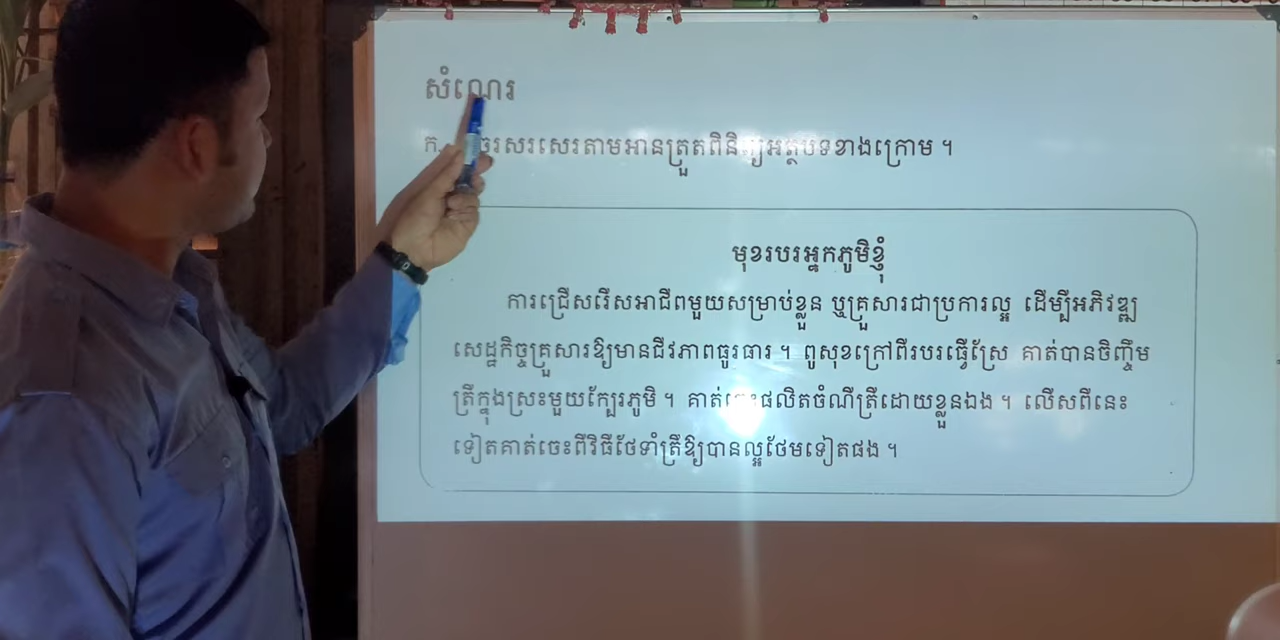 សំណេរ
ក. សរសេរតាមអានត្រួតពិនិត្យអត្ថបទខាងក្រោម ។
មុខរបរអ្នកភូមិខ្ញុំ
ការជ្រើសរើសអាជីពមួយសម្រាប់ខ្លួន ឬគ្រួសារជាប្រការល្អ ដើម្បីអភិវឌ្ឍ
សេដ្ឋកិច្ចគ្រួសារឱ្យមានជីវភាពធូរធារ ។ ពូសុខក្រៅពីរបរធ្វើស្រែ គាត់បានចិញ្ចឹម
ត្រីក្នុងស្រះមួយក្បែរភូមិ ។ គាត់ចេះផលិតចំណីត្រីដោយខ្លួនឯង ។ លើសពីនេះ
ទៀតគាត់ចេះពីវិធីថែទាំត្រីឱ្យបានល្អថែមទៀតផង ។